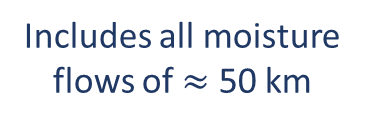 Includes all moisture
flows of ≈ 50 km